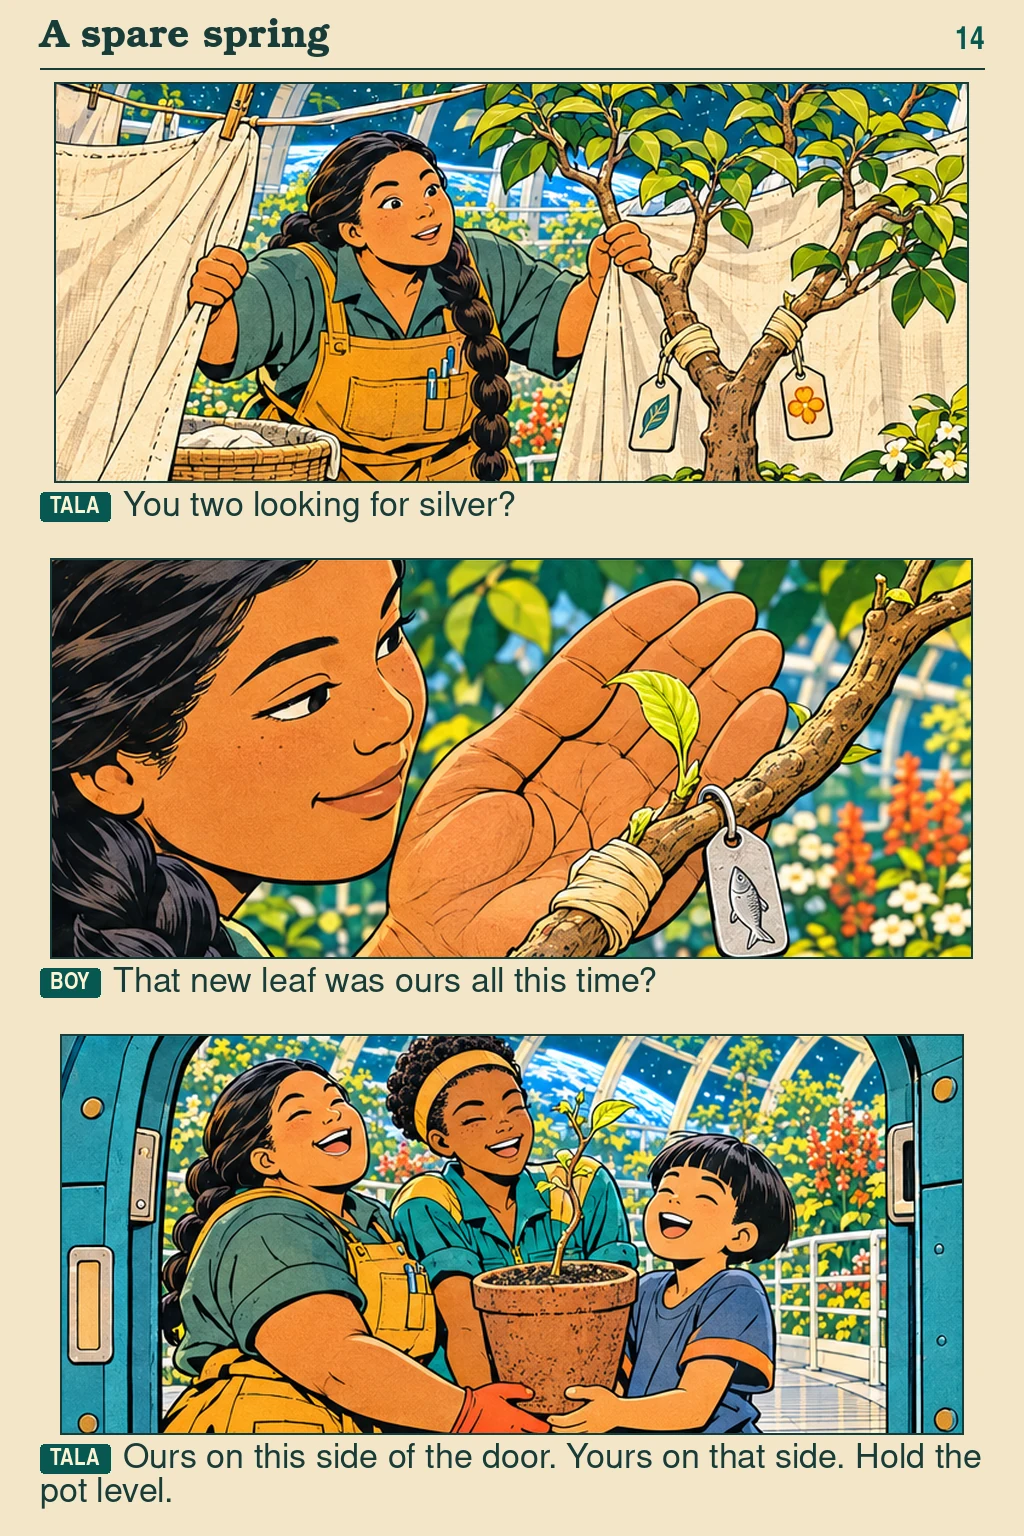 A spare spring
14
TALA You two looking for silver?
BOY That new leaf was ours all this time?
TALA Ours on this side of the door. Yours on that side. Hold the
pot level.